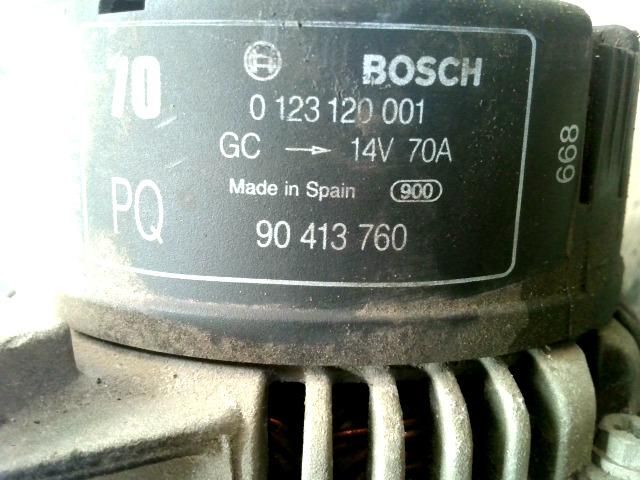 70 BOSCH
0 123 120 001
GC → 14V 70A
Made in Spain 900
PQ 90 413 760
668